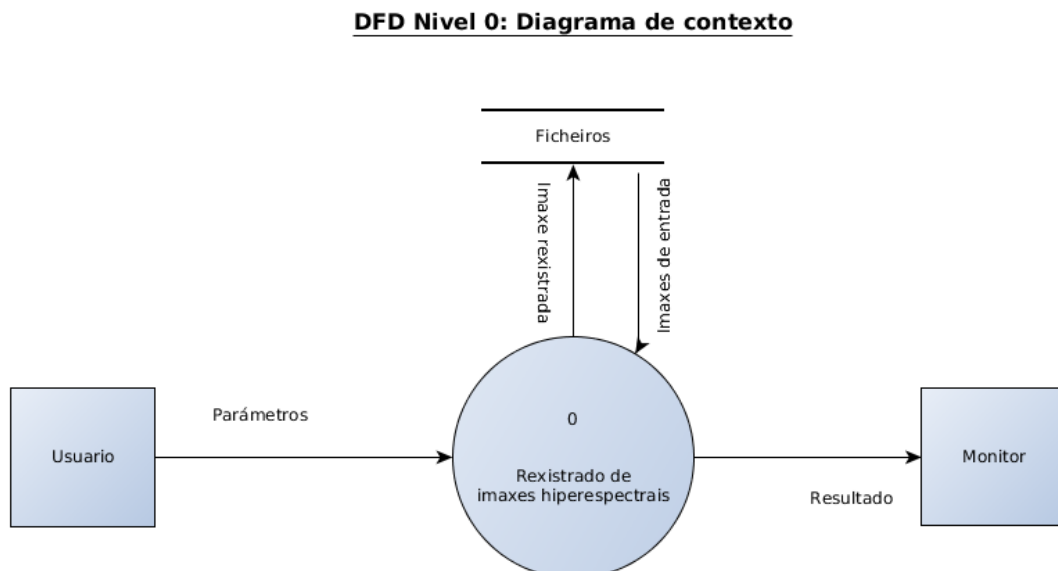 DFD Nivel 0: Diagrama de contexto
Ficheiros
Imaxe rexistrada
Imaxes de entrada
Parámetros
Usuario
0
Rexistrado de
imaxes hiperespectrais
Monitor
Resultado